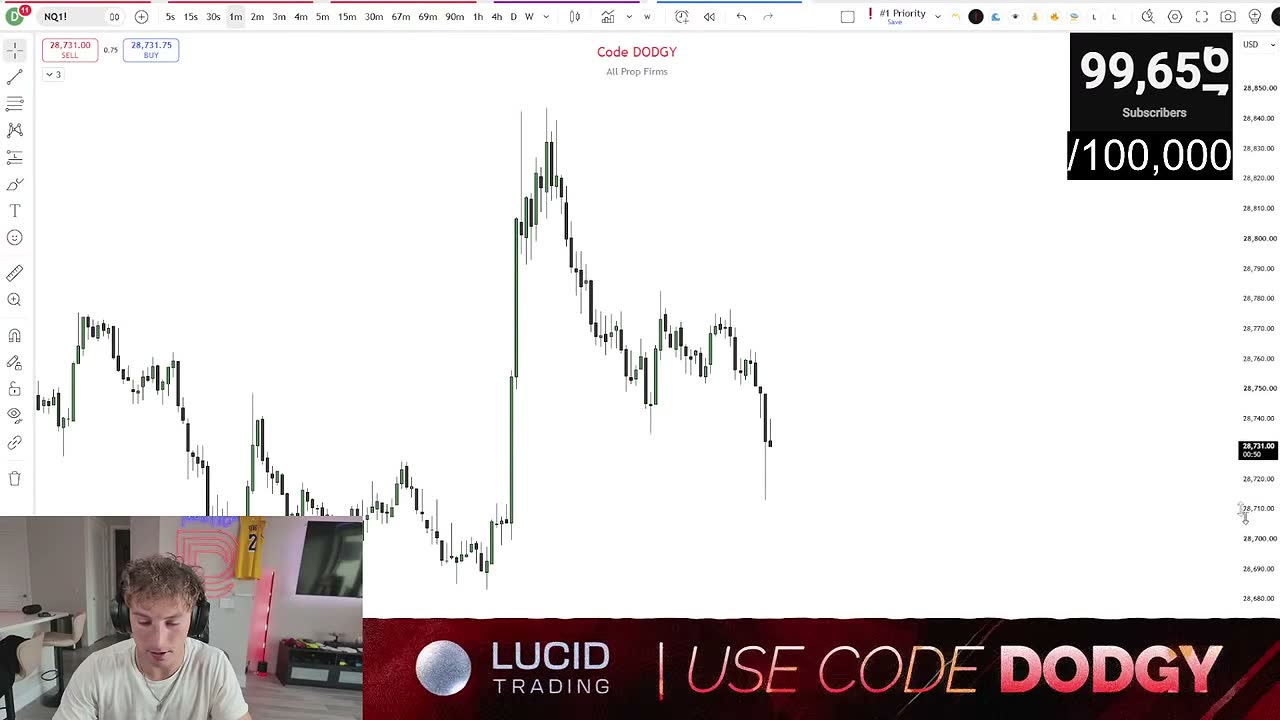 D 11 NQ1! 5s 15s 30s 1m 2m 3m 4m 5m 15m 30m 67m 69m 90m 1h 4h D W W #1 Priority L L
Save
28,731.00 0.75 28,731.75
SELL BUY
3
Code DODGY
All Prop Firms
USD
99,65
Subscribers
/100,000
28,850.00
28,840.00
28,830.00
28,820.00
28,810.00
28,800.00
28,790.00
28,780.00
28,770.00
28,760.00
28,750.00
28,740.00
28,731.00
00:50
28,720.00
28,710.00
28,700.00
28,690.00
28,680.00
2
LUCID
TRADING
USE CODE DODGY